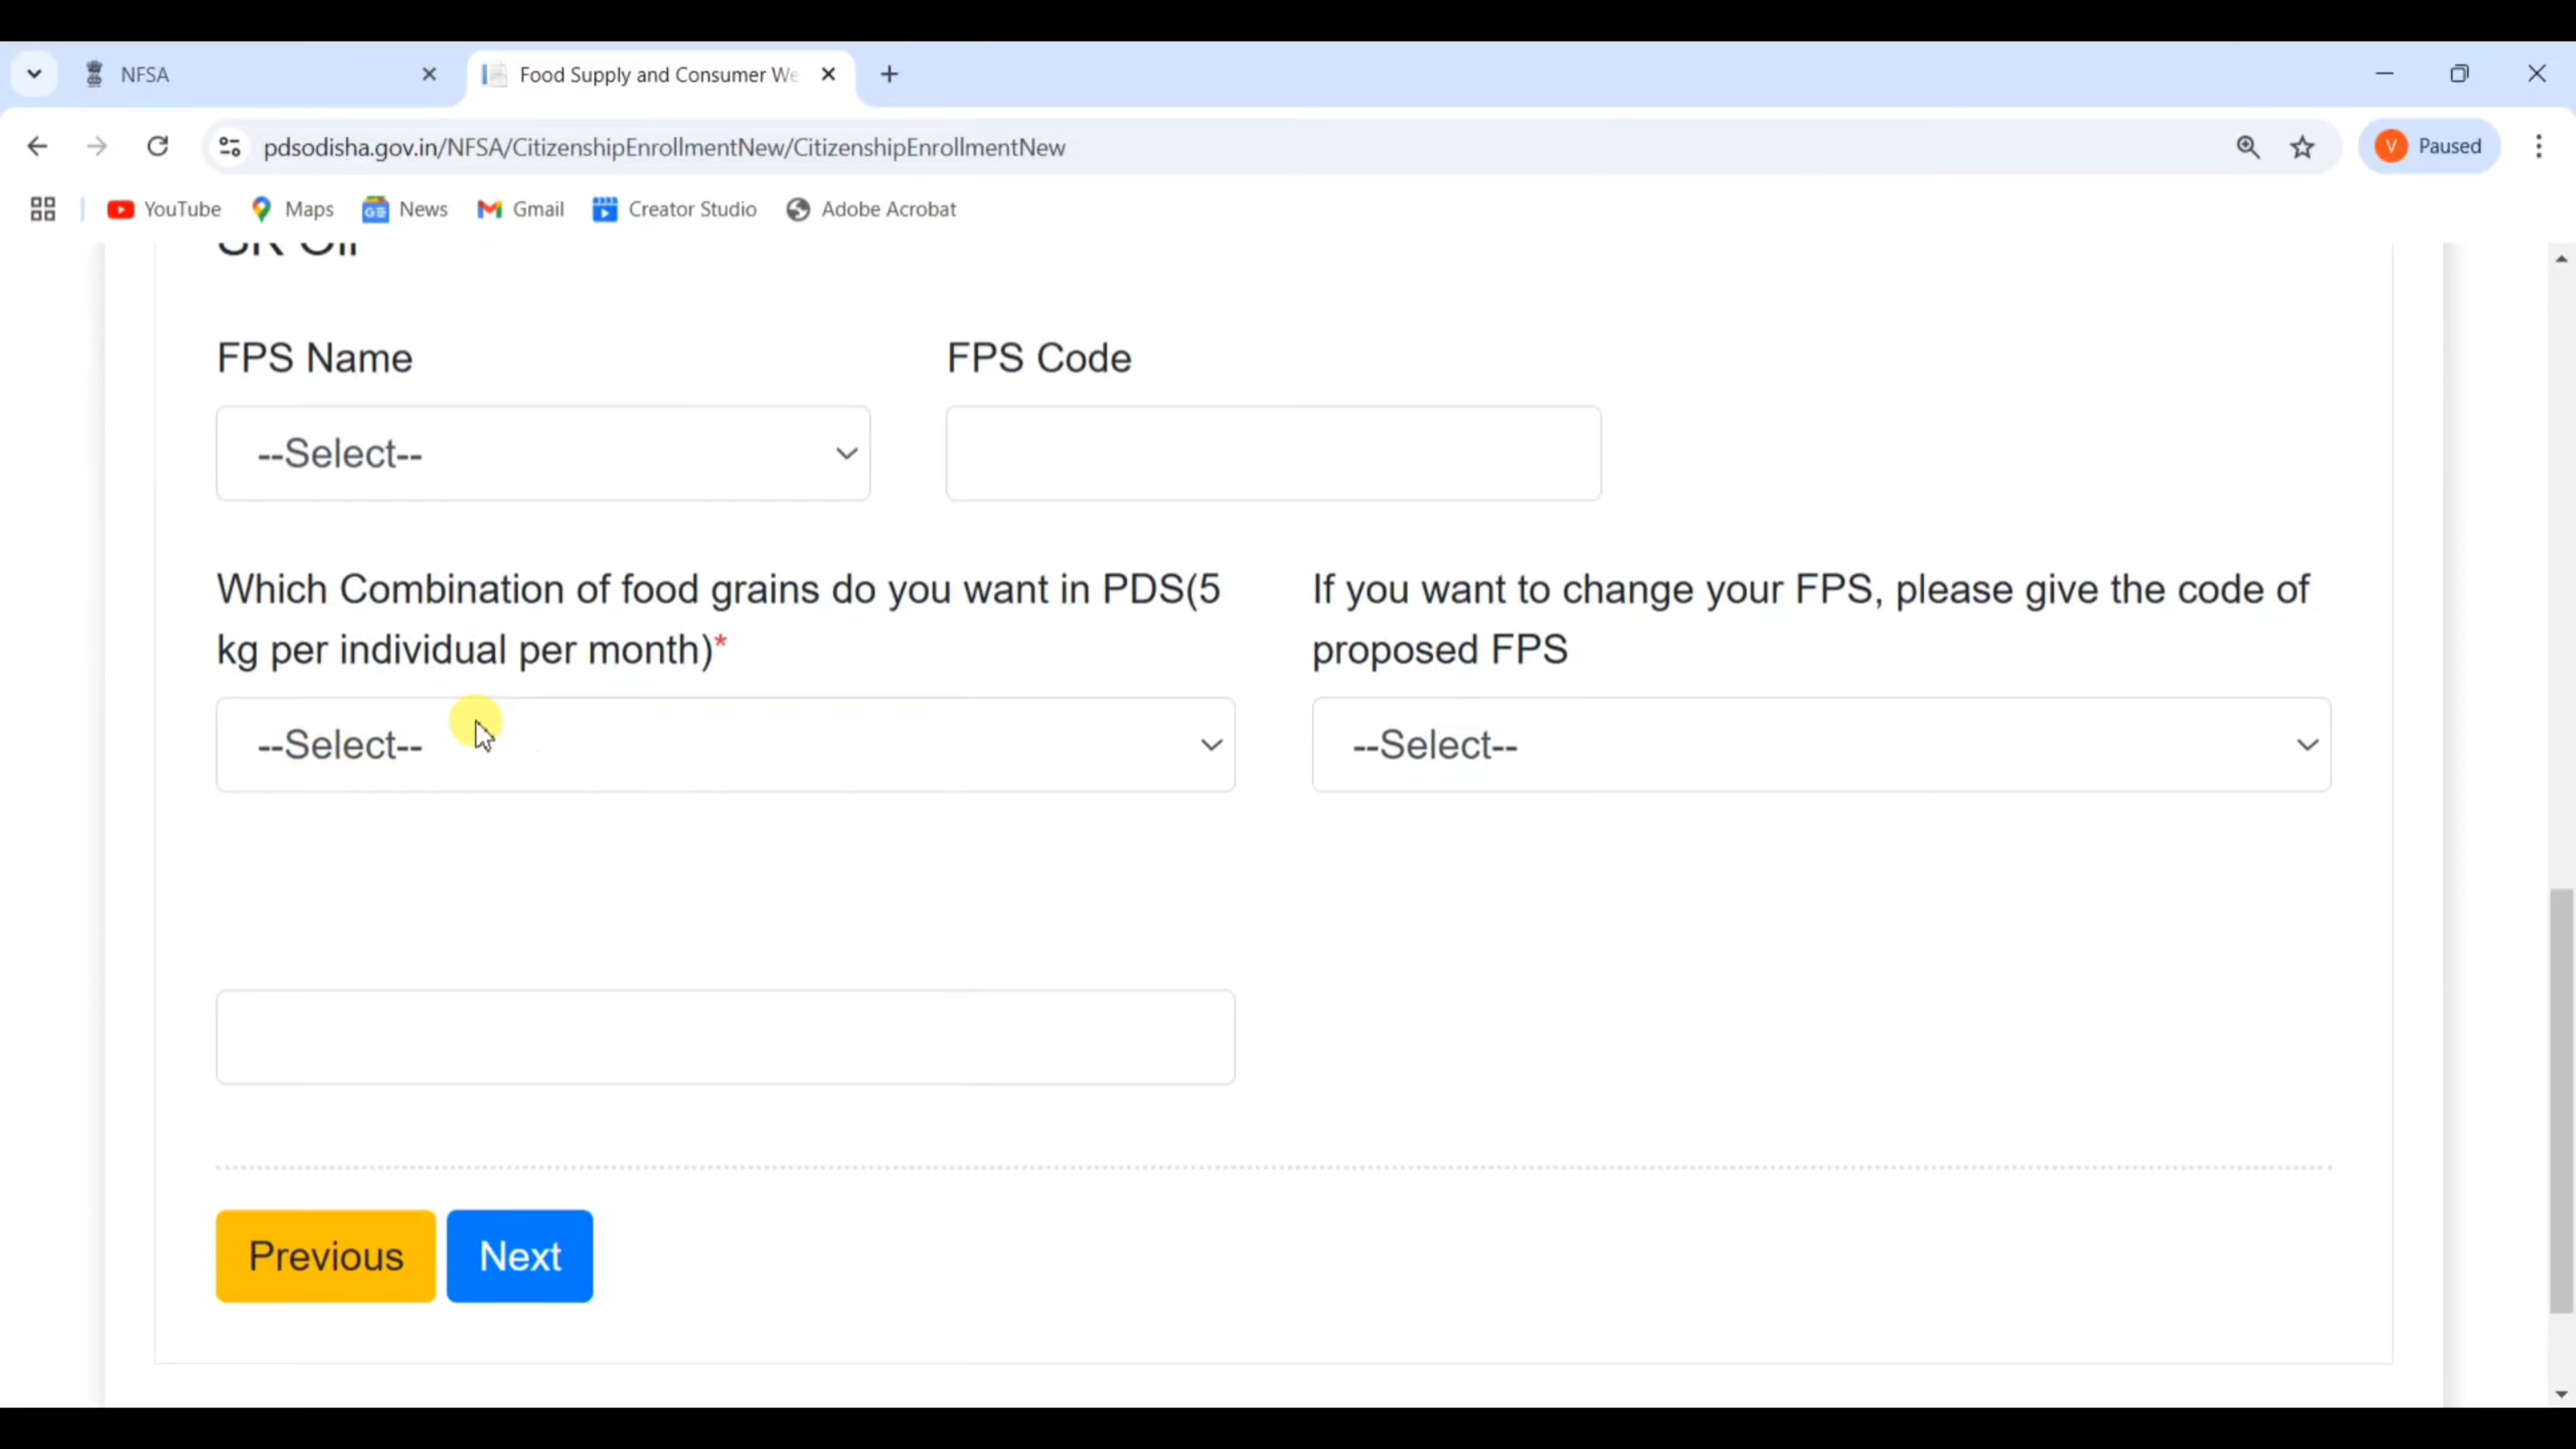 NFSA
Food Supply and Consumer We
pdsodisha.gov.in/NFSA/CitizenshipEnrollmentNew/CitizenshipEnrollmentNew
V Paused
YouTube Maps News Gmail Creator Studio Adobe Acrobat
SK Oil
FPS Name FPS Code
--Select--
Which Combination of food grains do you want in PDS(5
kg per individual per month)*
If you want to change your FPS, please give the code of
proposed FPS
--Select-- --Select--
Previous Next